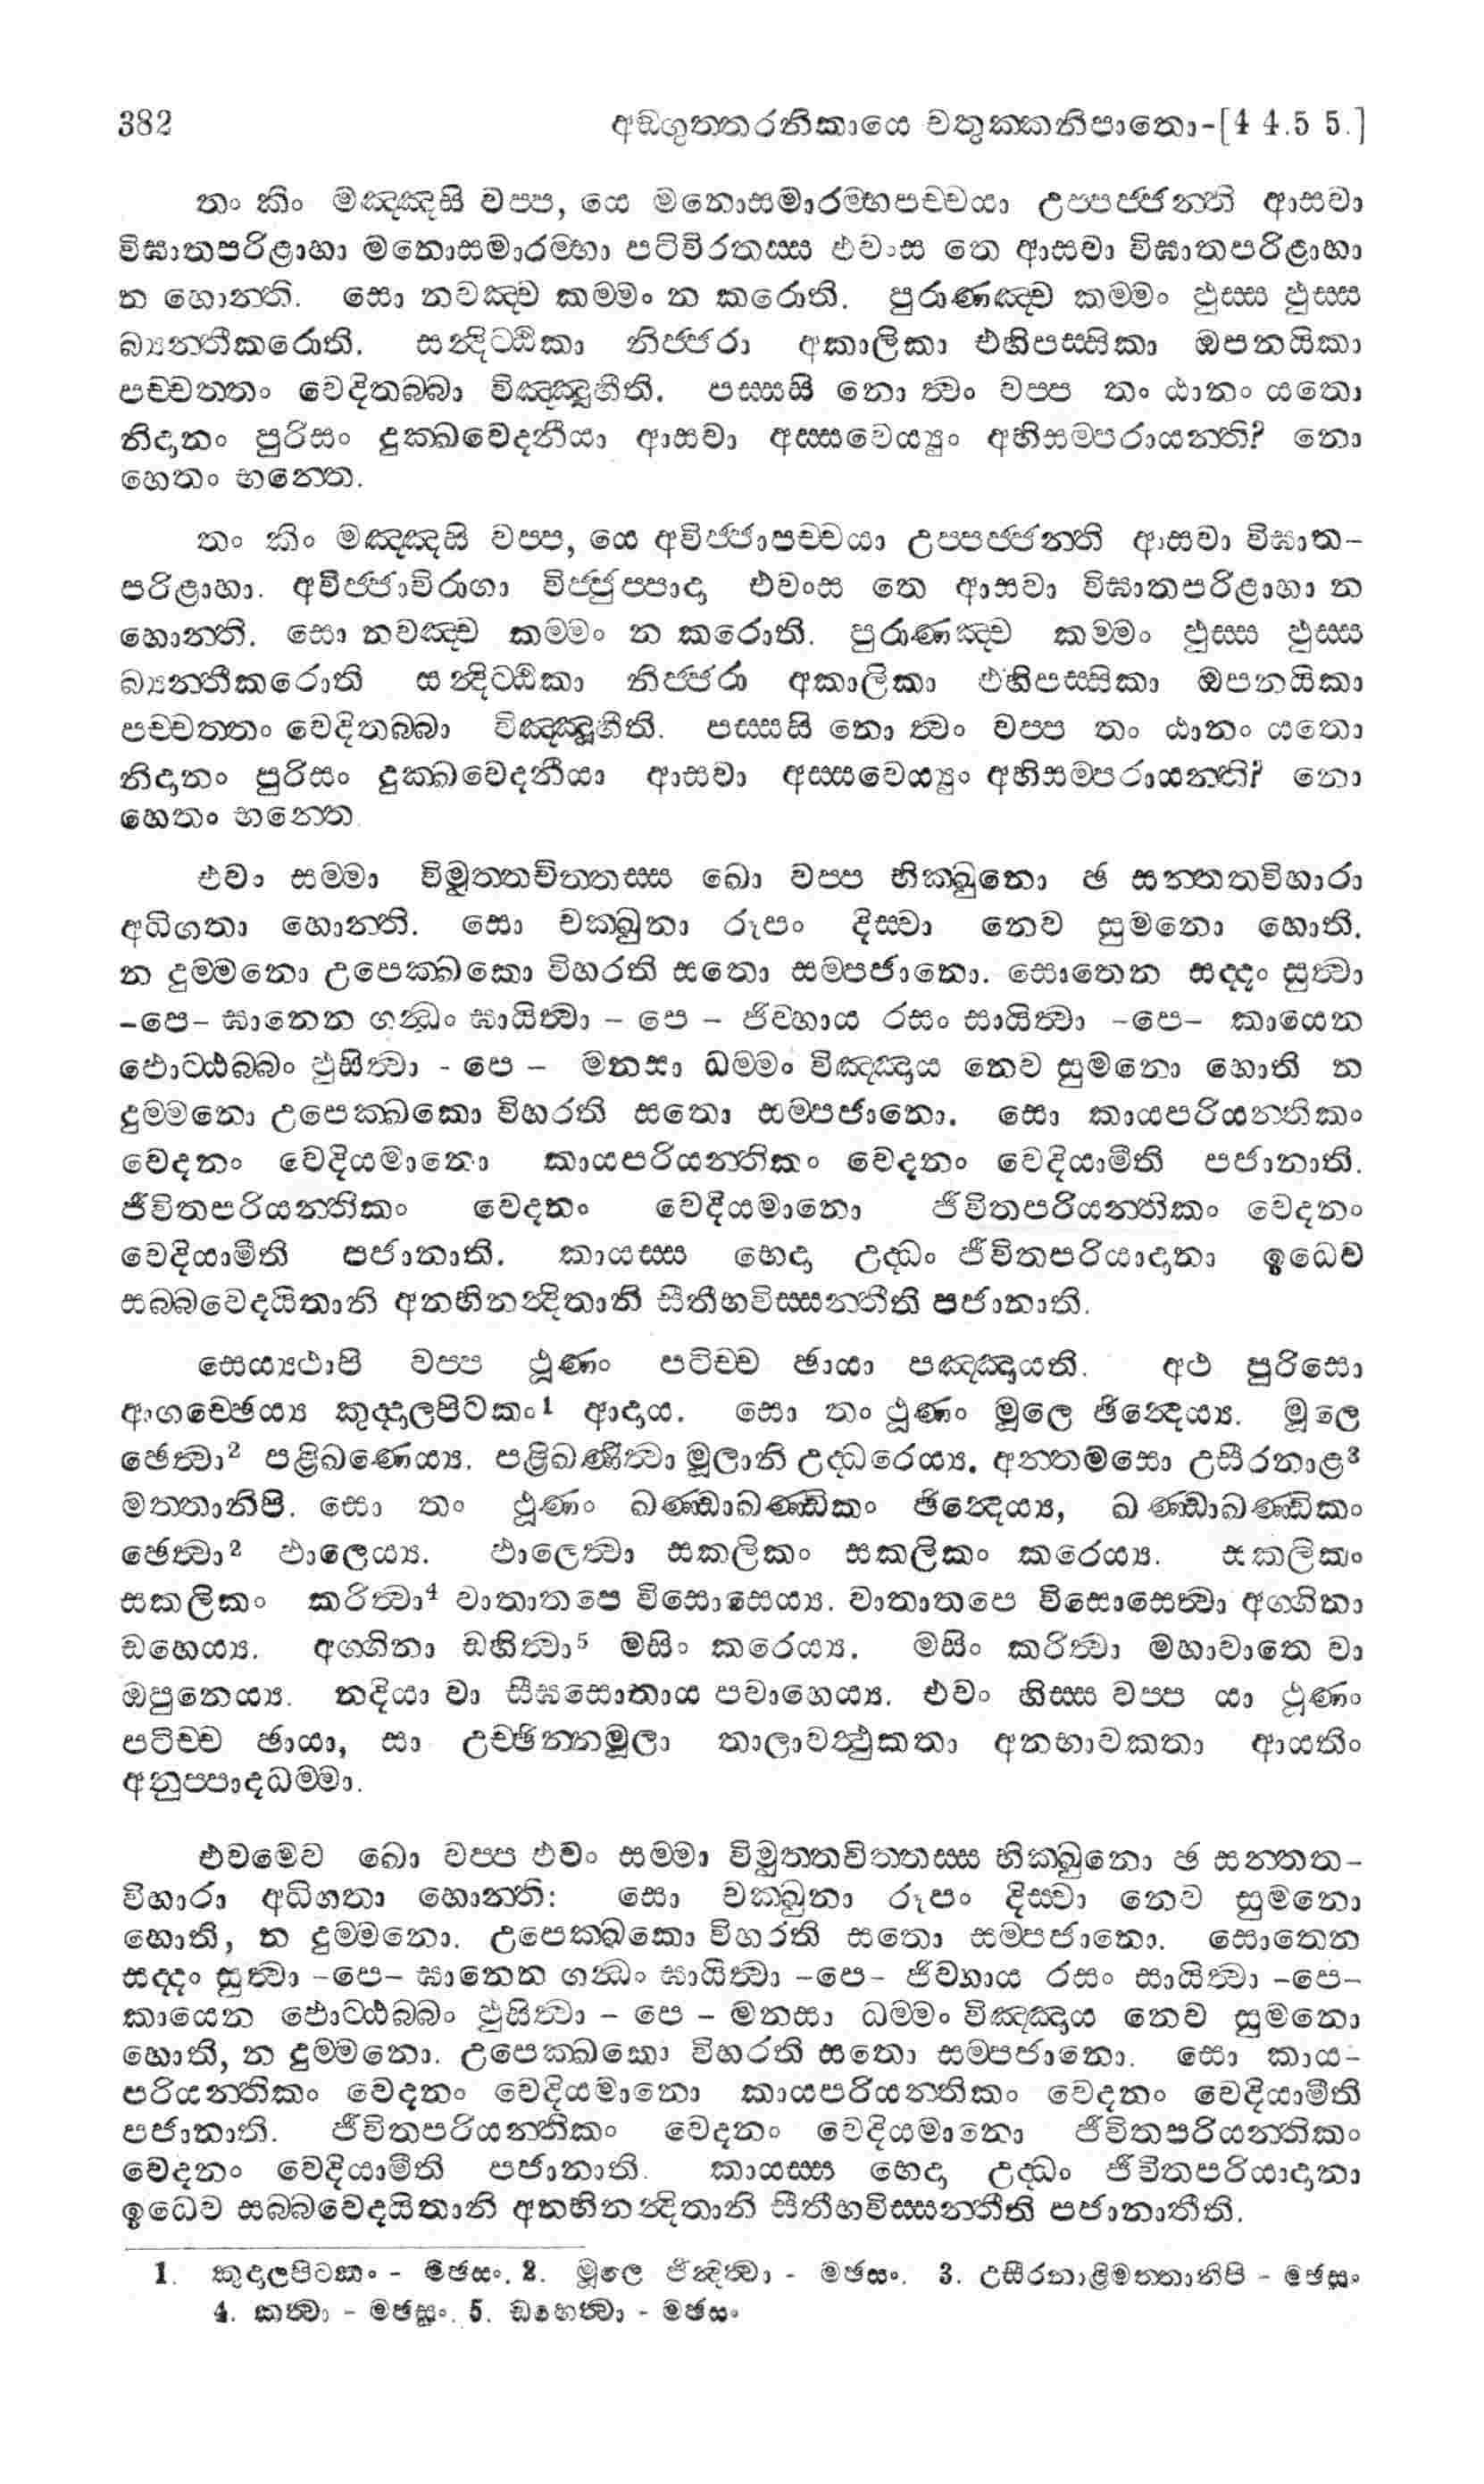 382 අඞ්ගුත්තරනිකායෙ චතුක්කනිපාතො-[4 4.5 5.]
තං කිං මඤ්ඤසි වප්ප, යෙ මනොසමාරම්භපච්චයා උප්පජ්ජන්ති ආසවා
විඝාතපරිළාහා මනොසමාරම්භා පටිවිරතස්ස එවංස තෙ ආසවා විඝාතපරිළාහා
න හොන්ති. සො නවඤ්ච කම්මං න කරොති. පුරාණඤ්ච කම්මං ඵුස්ස ඵුස්ස
බ්‍යන්තීකරොති. සන්දිට්ඨිකා නිජ්ජරා අකාලිකා එහිපස්සිකා ඔපනයිකා
පච්චත්තං වෙදිතබ්බා විඤ්ඤූහීති. පස්සසි නො ත්වං වප්ප තං ඨානං යතො
නිදානං පුරිසං දුක්ඛවෙදනීයා ආසවා අස්සවෙය්‍යුං අභිසම්පරායන්ති? නො
හෙතං භන්තෙ.
තං කිං මඤ්ඤසි වප්ප, යෙ අවිජ්ජාපච්චයා උප්පජ්ජන්ති ආසවා විඝාත-
පරිළාහා. අවිජ්ජාවිරාගා විජ්ජුප්පාදා එවංස තෙ ආසවා විඝාතපරිළාහා න
හොන්ති. සො නවඤ්ච කම්මං න කරොති. පුරාණඤ්ච කම්මං ඵුස්ස ඵුස්ස
බ්‍යන්තීකරොති සන්දිට්ඨිකා නිජ්ජරා අකාලිකා එහිපස්සිකා ඔපනයිකා
පච්චත්තං වෙදිතබ්බා විඤ්ඤූහීති. පස්සසි නො ත්වං වප්ප තං ඨානං යතො
නිදානං පුරිසං දුක්ඛවෙදනීයා ආසවා අස්සවෙය්‍යුං අභිසම්පරායන්ති? නො
හෙතං භන්තෙ.
එවං සම්මා විමුත්තචිත්තස්ස ඛො වප්ප භික්ඛුනො ඡ සන්තතවිහාරා
අධිගතා හොන්ති. සො චක්ඛුනා රූපං දිස්වා නෙව සුමනො හොති.
න දුම්මනො උපෙක්ඛකො විහරති සතො සම්පජානො. සොතෙන සද්දං සුත්වා
-පෙ- ඝානෙන ගන්ධං ඝායිත්වා - පෙ - ජිව්හාය රසං සායිත්වා -පෙ- කායෙන
ඵොට්ඨබ්බං ඵුසිත්වා - පෙ - මනසා ධම්මං විඤ්ඤාය නෙව සුමනො හොති න
දුම්මනො උපෙක්ඛකො විහරති සතො සම්පජානො. සො කායපරියන්තිකං
වෙදනං වෙදියමානො කායපරියන්තිකං වෙදනං වෙදියාමීති පජානාති.
ජීවිතපරියන්තිකං වෙදනං වෙදියමානො ජීවිතපරියන්තිකං වෙදනං
වෙදියාමීති පජානාති. කායස්ස භෙදා උද්ධං ජීවිතපරියාදානා ඉධෙව
සබ්බවෙදයිතානි අනභිනන්දිතානි සීතීභවිස්සන්තීති පජානාති.
සෙය්‍යථාපි වප්ප ථූණං පටිච්ච ඡායා පඤ්ඤායති. අථ පුරිසො
ආගච්ඡෙය්‍ය කුද්දාලපිටකං1 ආදාය. සො තං ථූණං මූලෙ ඡින්දෙය්‍ය. මූලෙ
ඡෙත්වා2 පළිඛණෙය්‍ය. පළිඛණිත්වා මූලානි උද්ධරෙය්‍ය. අන්තමසො උසීරනාළ3
මත්තානිපි. සො තං ථූණං ඛණ්ඩාඛණ්ඩිකං ඡින්දෙය්‍ය, ඛණ්ඩාඛණ්ඩිකං
ඡෙත්වා2 ඵාලෙය්‍ය. ඵාලෙත්වා සකලිකං සකලිකං කරෙය්‍ය. සකලිකං
සකලිකං කරිත්වා4 වාතාතපෙ විසොසෙය්‍ය. වාතාතපෙ විසොසෙත්වා අග්ගිනා
ඩහෙය්‍ය. අග්ගිනා ඩහිත්වා5 මසිං කරෙය්‍ය. මසිං කරිත්වා මහාවාතෙ වා
ඔපුනෙය්‍ය. නදියා වා සීඝසොතාය පවාහෙය්‍ය. එවං හිස්ස වප්ප යා ථූණං
පටිච්ච ඡායා, සා උච්ඡින්නමූලා තාලාවත්ථුකතා අනභාවකතා ආයතිං
අනුප්පාදධම්මා.
එවමෙව ඛො වප්ප එවං සම්මා විමුත්තචිත්තස්ස භික්ඛුනො ඡ සන්තත-
විහාරා අධිගතා හොන්ති: සො චක්ඛුනා රූපං දිස්වා නෙව සුමනො
හොති, න දුම්මනො. උපෙක්ඛකො විහරති සතො සම්පජානො. සොතෙන
සද්දං සුත්වා -පෙ- ඝානෙන ගන්ධං ඝායිත්වා -පෙ- ජිව්හාය රසං සායිත්වා -පෙ-
කායෙන ඵොට්ඨබ්බං ඵුසිත්වා - පෙ - මනසා ධම්මං විඤ්ඤාය නෙව සුමනො
හොති, න දුම්මනො. උපෙක්ඛකො විහරති සතො සම්පජානො. සො කාය-
පරියන්තිකං වෙදනං වෙදියමානො කායපරියන්තිකං වෙදනං වෙදියාමීති
පජානාති. ජීවිතපරියන්තිකං වෙදනං වෙදියමානො ජීවිතපරියන්තිකං
වෙදනං වෙදියාමීති පජානාති. කායස්ස භෙදා උද්ධං ජීවිතපරියාදානා
ඉධෙව සබ්බවෙදයිතානි අනභිනන්දිතානි සීතීභවිස්සන්තීති පජානාතීති.
1. කුදාලපිටකං - මඡසං. 2. මූලෙ ඡින්දිත්වා - මඡසං. 3. උසීරනාළිමත්තානිපි - මඡසං
4. කත්වා - මඡසං. 5. ඩහෙත්වා - මඡසං